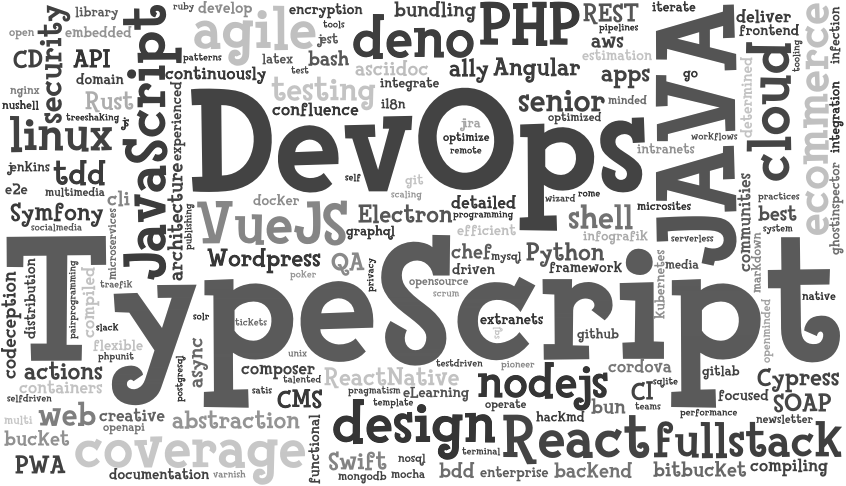 library
ruby
develop
encryption
bundling
REST
iterate
deliver
frontend
open
embedded
security
JavaScript
agile
tools
jest
deno
PHP
pipelines
aws
ecommerce
infection
CD
API
patterns
latex
bash
estimation
JAVA
cloud
tooling
domain
continuously
test
asciidoc
ally
Angular
apps
go
nginx
nushell
Rust
experienced
testing
integrate
senior
minded
determined
integration
treeshaking
js
confluence
i18n
optimized
linux
DevOps
jira
optimize
remote
workflows
jenkins
tdd
intranets
e2e
multimedia
cli
architecture
self
git
scaling
wizard
rome
communities
practices
Symfony
socialmedia
microservices
publishing
docker
VueJS
Electron
detailed
programming
shell
microsites
best
system
ghostinspector
graphql
efficient
infografik
serverless
markdown
Wordpress
QA
privacy
chef
mysql
Python
driven
framework
kubernetes
media
codeception
distribution
pairprogramming
compiled
traefik
poker
opensource
scrum
native
TypeScript
slack
solr
tickets
extranets
sql
github
openminded
flexible
phpunit
async
unix
testdriven
pioneer
cordova
gitlab
actions
containers
postgresql
composer
talented
ReactNative
nodejs
CI
sqlite
Cypress
selfdriven
satis
CMS
pragmatism
template
eLearning
operate
bun
teams
focused
SOAP
multi
web
creative
openapi
abstraction
design
hackmd
performance
newsletter
bucket
coverage
functional
React
fullstack
PWA
documentation
varnish
Swift
mongodb
nosql
mocha
terminal
bdd
enterprise
backend
bitbucket
compiling